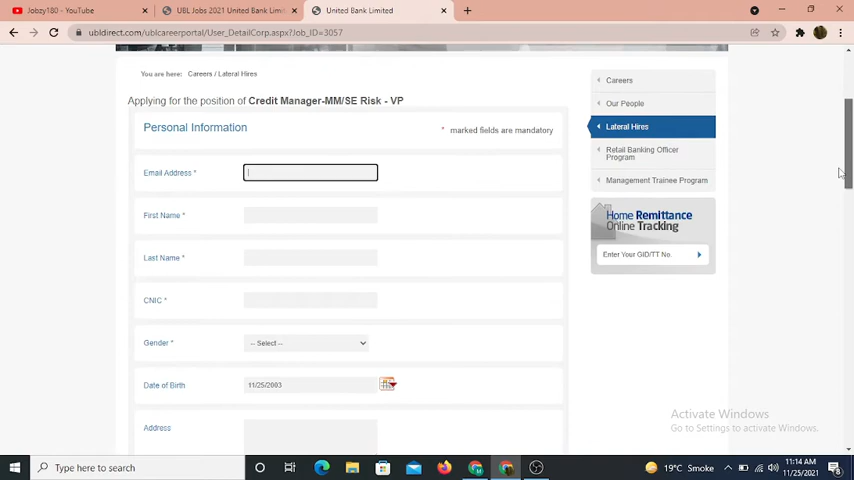 Jobzy180 - YouTube
UBL Jobs 2021 United Bank Limited
United Bank Limited
ubldirect.com/ublcareerportal/User_DetailCorp.aspx?Job_ID=3057
You are here: Careers / Lateral Hires
Applying for the position of Credit Manager-MM/SE Risk - VP
Personal Information
* marked fields are mandatory
Email Address *
First Name *
Last Name *
CNIC *
Gender *
-- Select --
Date of Birth
11/25/2003
Address
Careers
Our People
Lateral Hires
Retail Banking Officer
Program
Management Trainee Program
Home Remittance
Online Tracking
Enter Your GID/TT No.
Activate Windows
Go to Settings to activate Windows.
Type here to search
19°C Smoke
11:14 AM
11/25/2021
8